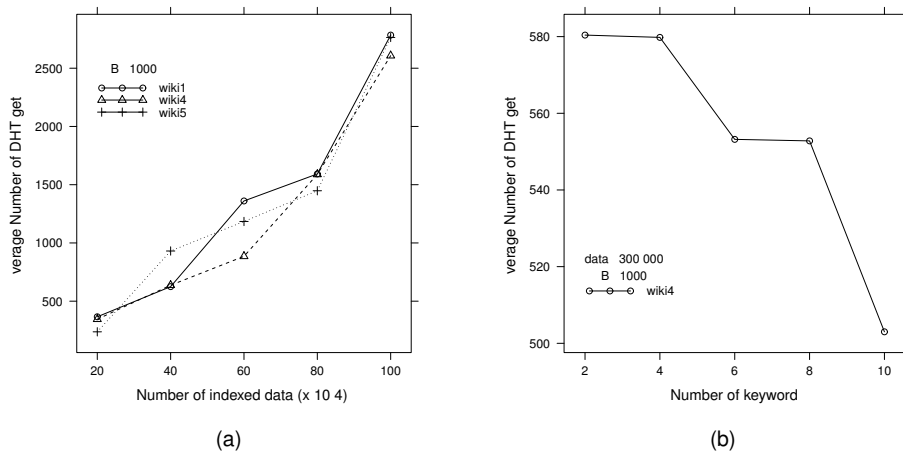 verage Number of DHT get
2500
2000
1500
1000
500
B 1000
wiki1
wiki4
wiki5
20 40 60 80 100
Number of indexed data (x 10 4)
(a)
verage Number of DHT get
580
560
540
520
500
data 300 000
B 1000
wiki4
2 4 6 8 10
Number of keyword
(b)